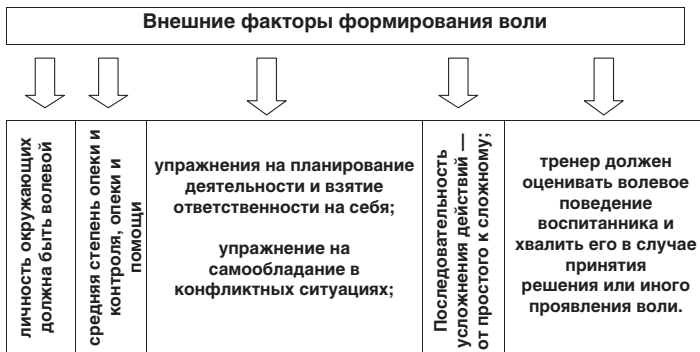 Внешние факторы формирования воли
личность окружающих
должна быть волевой
средняя степень опеки и
контроля, опеки и
помощи
упражнения на планирование
деятельности и взятие
ответственности на себя;
упражнение на
самообладание в
конфликтных ситуациях;
Последовательность
усложнения действий —
от простого к сложному;
тренер должен
оценивать волевое
поведение
воспитанника и
хвалить его в случае
принятия
решения или иного
проявления воли.